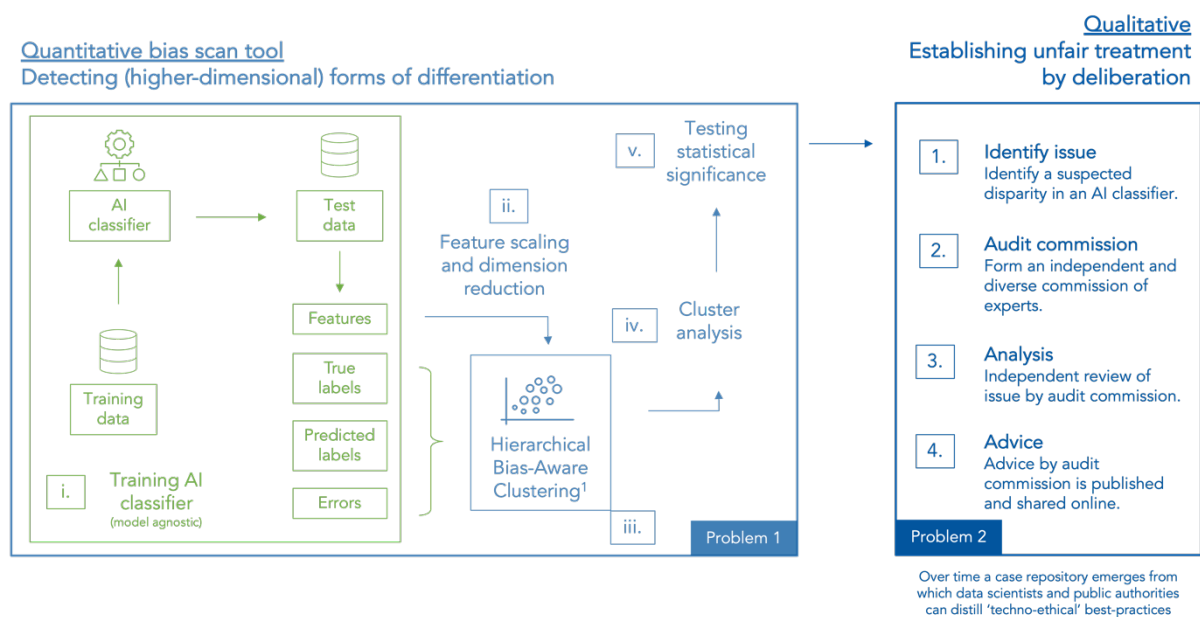 Quantitative bias scan tool
Detecting (higher-dimensional) forms of differentiation
Qualitative
Establishing unfair treatment
by deliberation
AI
classifier
Test
data
Features
True
labels
Predicted
labels
Errors
Training
data
i.
Training AI
classifier
(model agnostic)
ii.
Feature scaling
and dimension
reduction
Hierarchical
Bias-Aware
Clustering¹
iii.
iv.
Cluster
analysis
v.
Testing
statistical
significance
Problem 1
1.
Identify issue
Identify a suspected
disparity in an AI classifier.
2.
Audit commission
Form an independent and
diverse commission of
experts.
3.
Analysis
Independent review of
issue by audit commission.
4.
Advice
Advice by audit
commission is published
and shared online.
Problem 2
Over time a case repository emerges from
which data scientists and public authorities
can distill ‘techno-ethical’ best-practices